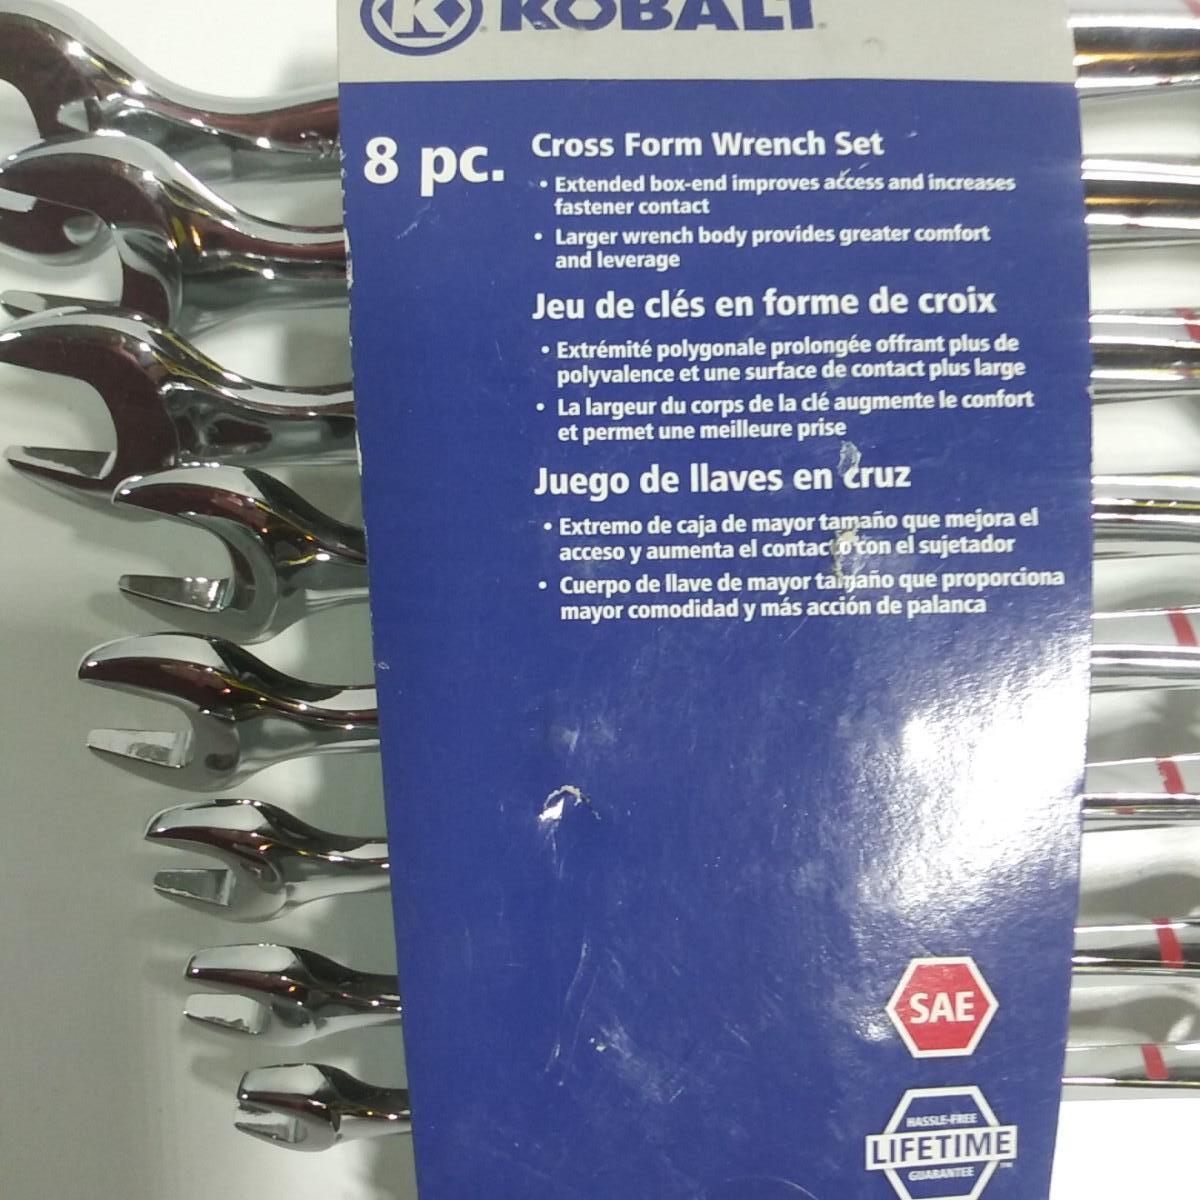 K KOBALT
8 pc.
Cross Form Wrench Set
• Extended box-end improves access and increases
fastener contact
• Larger wrench body provides greater comfort
and leverage
Jeu de clés en forme de croix
• Extrémité polygonale prolongée offrant plus de
polyvalence et une surface de contact plus large
• La largeur du corps de la clé augmente le confort
et permet une meilleure prise
Juego de llaves en cruz
• Extremo de caja de mayor tamaño que mejora el
acceso y aumenta el contacto con el sujetador
• Cuerpo de llave de mayor tamaño que proporciona
mayor comodidad y más acción de palanca
SAE
HASSLE-FREE
LIFETIME™
GUARANTEE